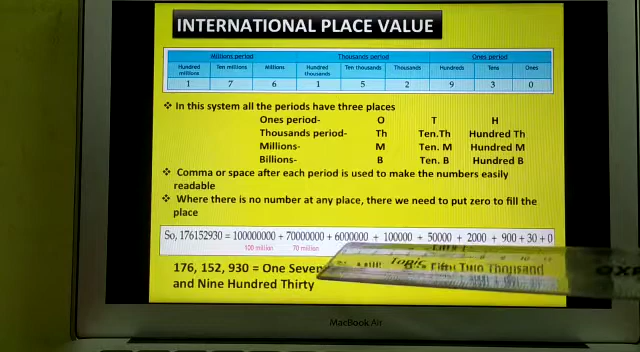 INTERNATIONAL PLACE VALUE
Millions period Thousands period Ones period
Hundred millions Ten millions Millions Hundred thousands Ten thousands Thousands Hundreds Tens Ones
1 7 6 1 5 2 9 3 0
❖ In this system all the periods have three places
Ones period- O T H
Thousands period- Th Ten.Th Hundred Th
Millions- M Ten. M Hundred M
Billions- B Ten. B Hundred B
❖ Comma or space after each period is used to make the numbers easily
readable
❖ Where there is no number at any place, there we need to put zero to fill the
place
So, 176152930 = 100000000 + 70000000 + 6000000 + 100000 + 50000 + 2000 + 900 + 30 + 0
100 million 70 million
176, 152, 930 = One Seven Fifty Two Thousand
and Nine Hundred Thirty
MacBook Air